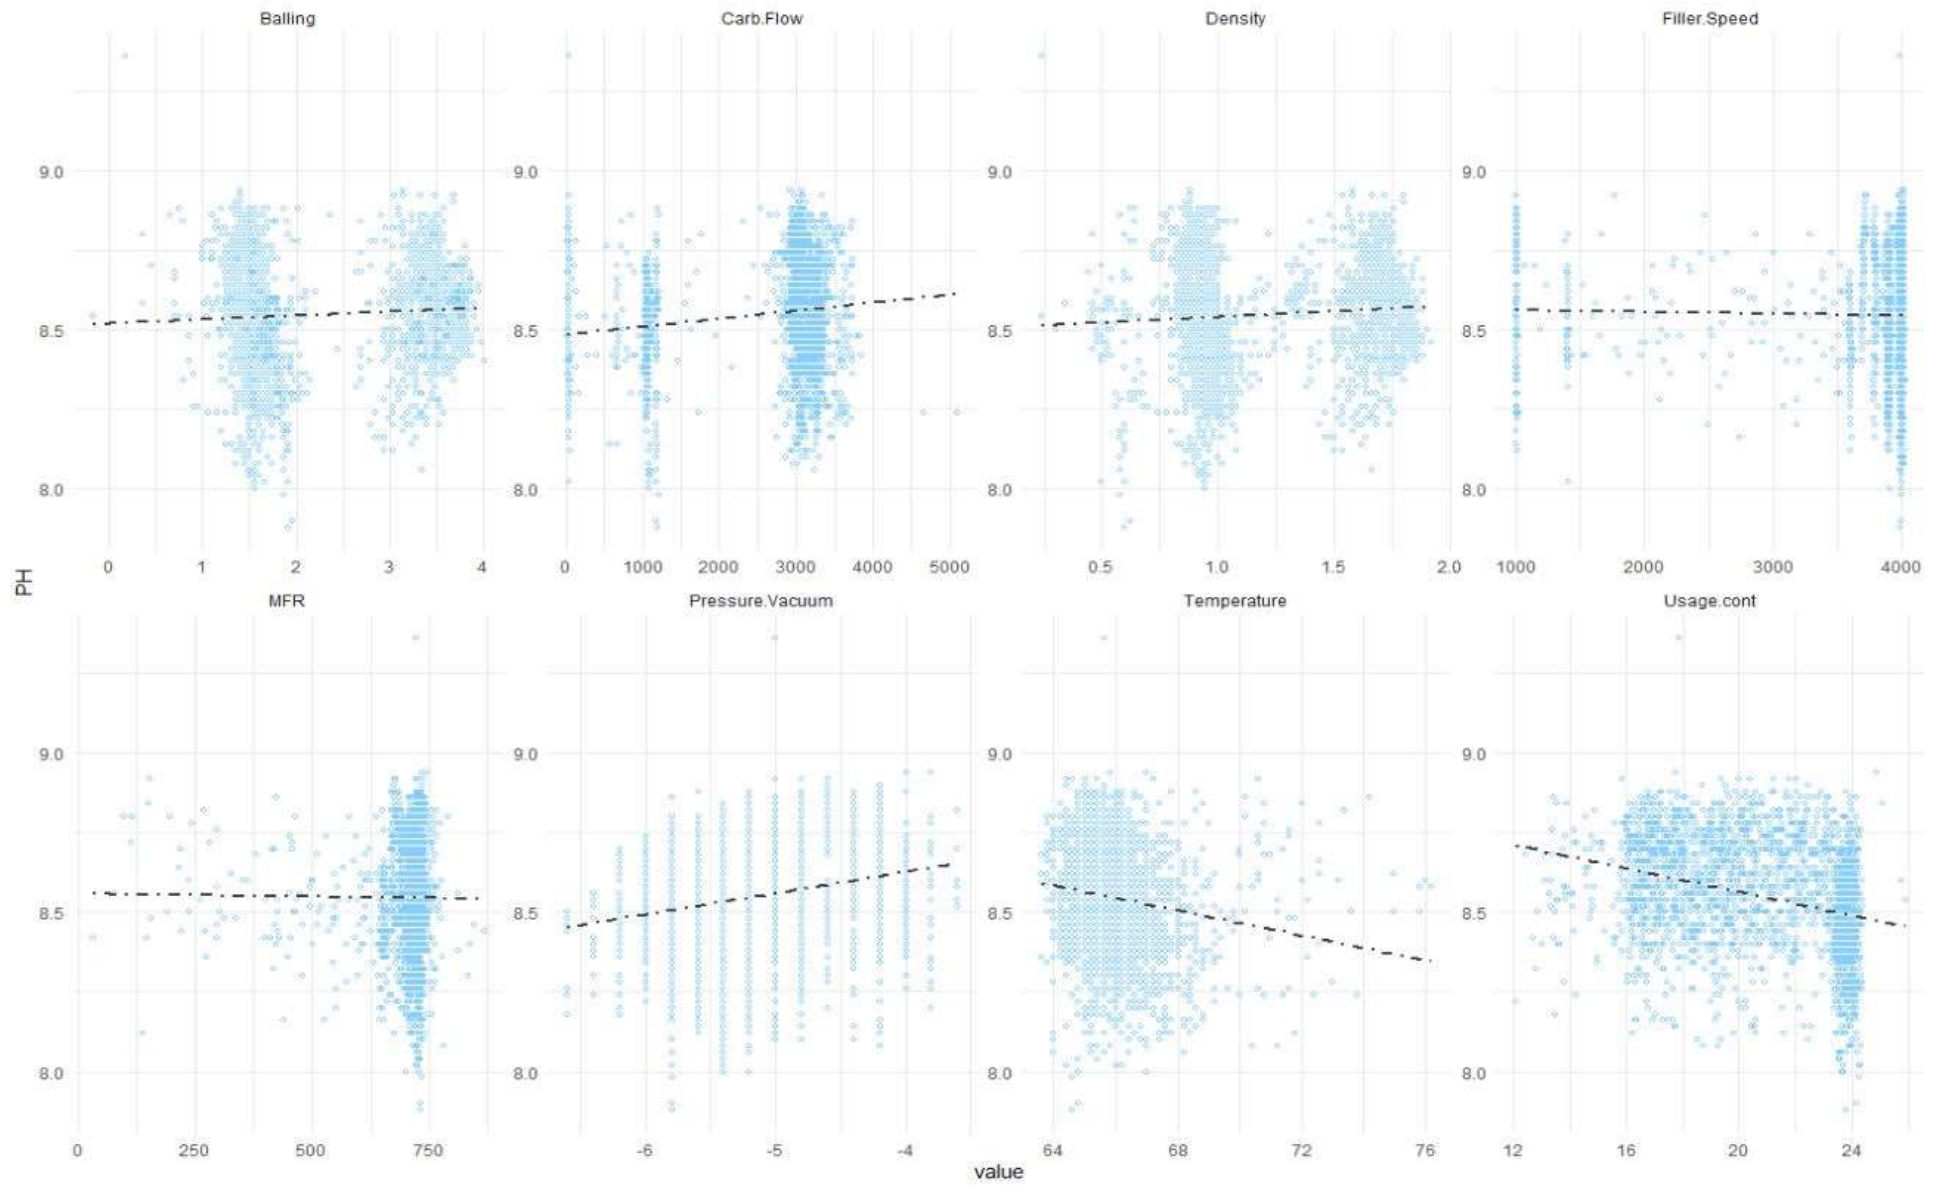 Balling Carb.Flow Density Filler.Speed
9.0 9.0 9.0 9.0
8.5 8.5 8.5 8.5
8.0 8.0 8.0 8.0
0 1 2 3 4 0 1000 2000 3000 4000 5000 0.5 1.0 1.5 2.0 1000 2000 3000 4000
PH
MFR Pressure.Vacuum Temperature Usage.cont
9.0 9.0 9.0 9.0
8.5 8.5 8.5 8.5
8.0 8.0 8.0 8.0
0 250 500 750 -6 -5 -4 64 68 72 76 12 16 20 24
value